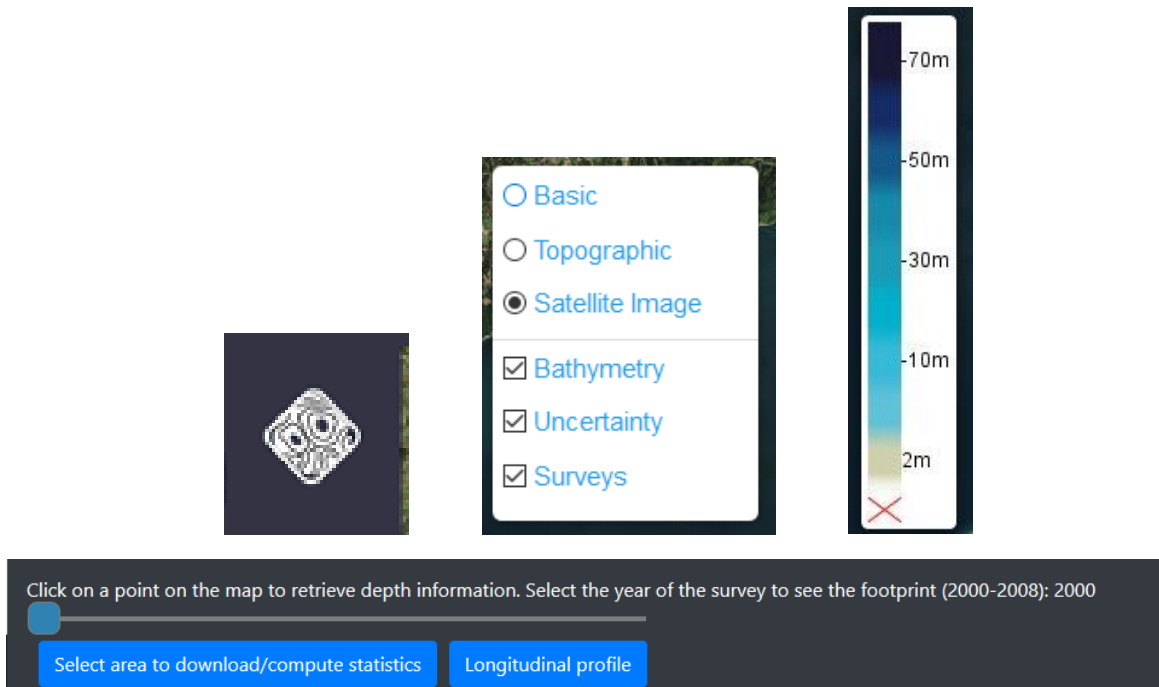 -70m
-50m
-30m
-10m
2m
Basic
Topographic
Satellite Image
Bathymetry
Uncertainty
Surveys
Click on a point on the map to retrieve depth information. Select the year of the survey to see the footprint (2000-2008): 2000
Select area to download/compute statistics
Longitudinal profile